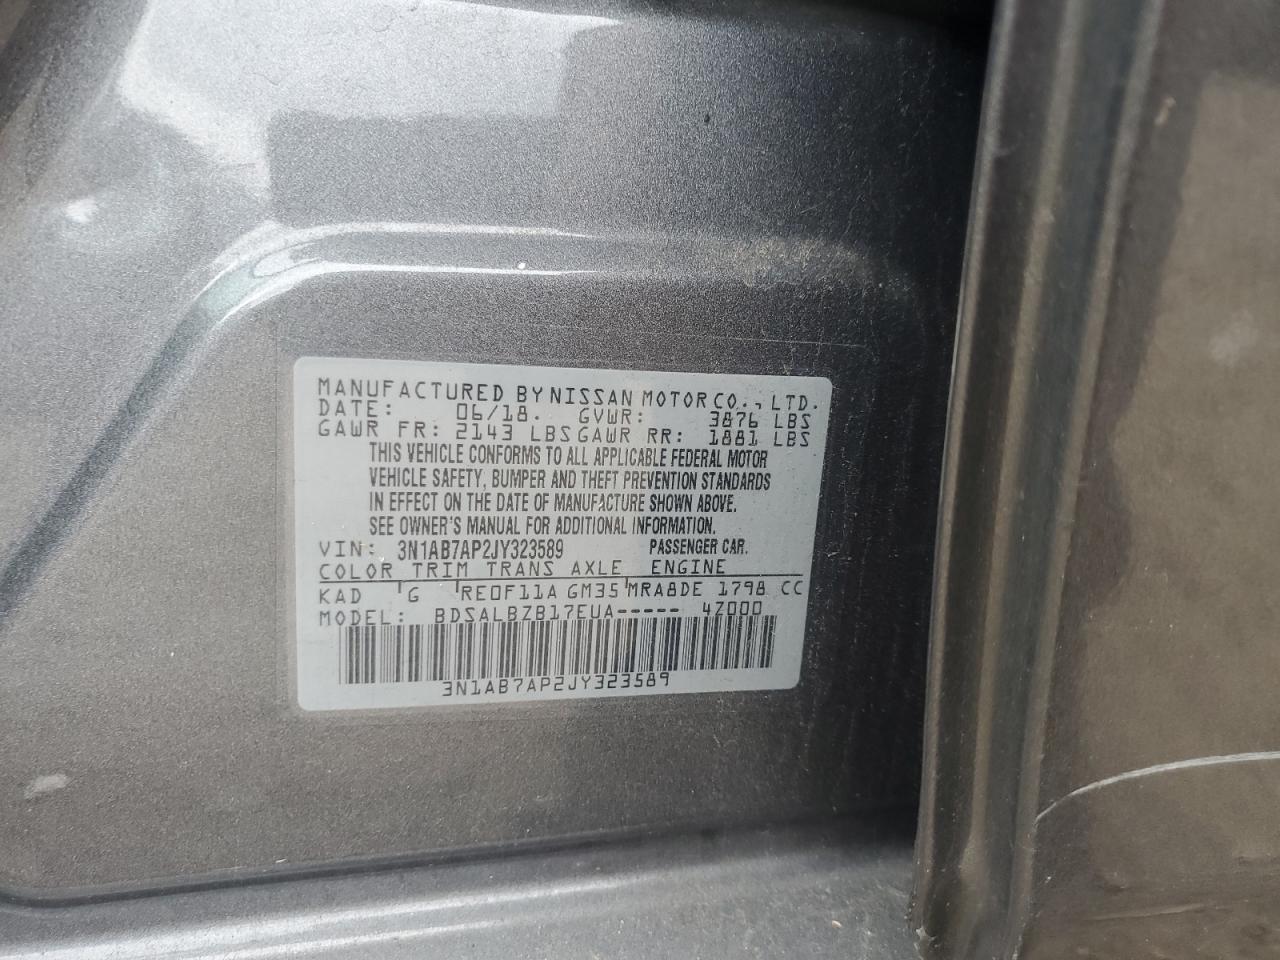 MANUFACTURED BY NISSAN MOTOR CO., LTD.
DATE: 06/18. GVWR: 3876 LBS
GAWR FR: 2143 LBS GAWR RR: 1881 LBS
THIS VEHICLE CONFORMS TO ALL APPLICABLE FEDERAL MOTOR
VEHICLE SAFETY, BUMPER AND THEFT PREVENTION STANDARDS
IN EFFECT ON THE DATE OF MANUFACTURE SHOWN ABOVE.
SEE OWNER'S MANUAL FOR ADDITIONAL INFORMATION.
VIN: 3N1AB7AP2JY323589 PASSENGER CAR.
COLOR TRIM TRANS AXLE ENGINE
KAD G RE0F11A GM35 MRA8DE 1798 CC
MODEL: BDSALBZB17EUA----- 4Z000
3N1AB7AP2JY323589